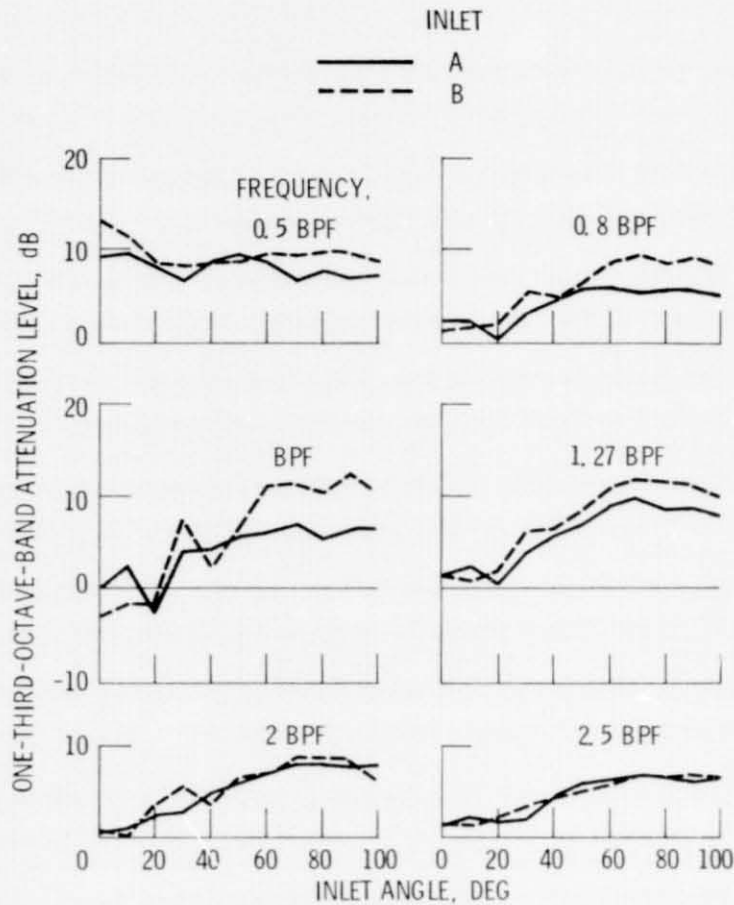 INLET
A
B
20
10
0
FREQUENCY,
0.5 BPF
0.8 BPF
20
10
0
-10
BPF
1.27 BPF
10
2 BPF
2.5 BPF
0 20 40 60 80 100 0 20 40 60 80 100
INLET ANGLE, DEG
ONE-THIRD-OCTAVE-BAND ATTENUATION LEVEL, dB